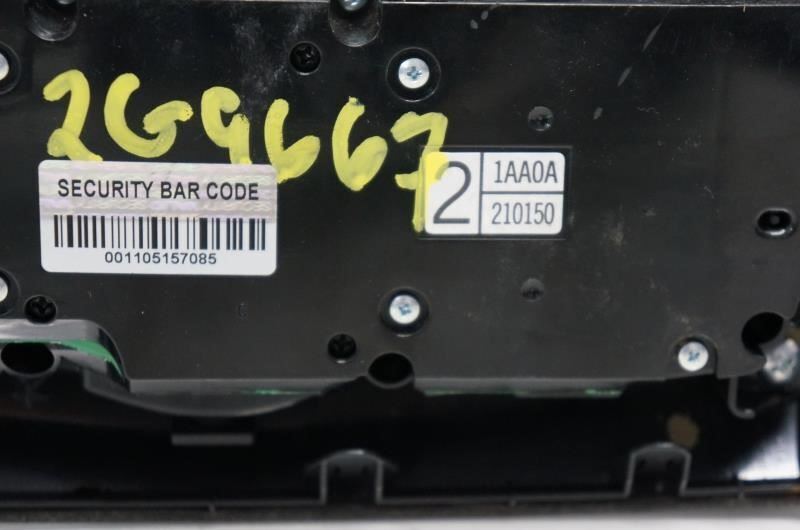 2G9667
SECURITY BAR CODE
001105157085
2
1AA0A
210150